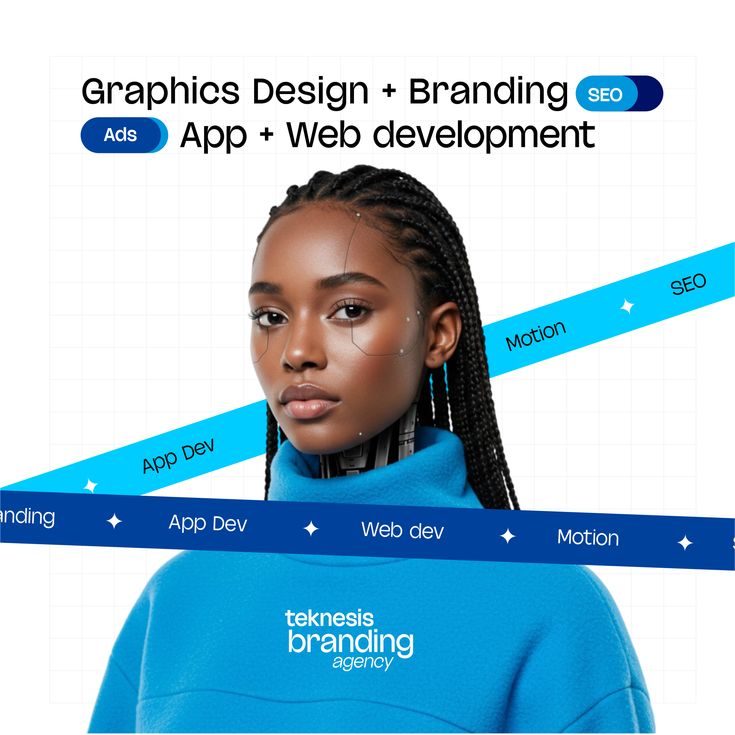 Graphics Design + Branding SEO
Ads App + Web development
SEO
Motion
App Dev
anding App Dev Web dev Motion
teknesis
branding
agency